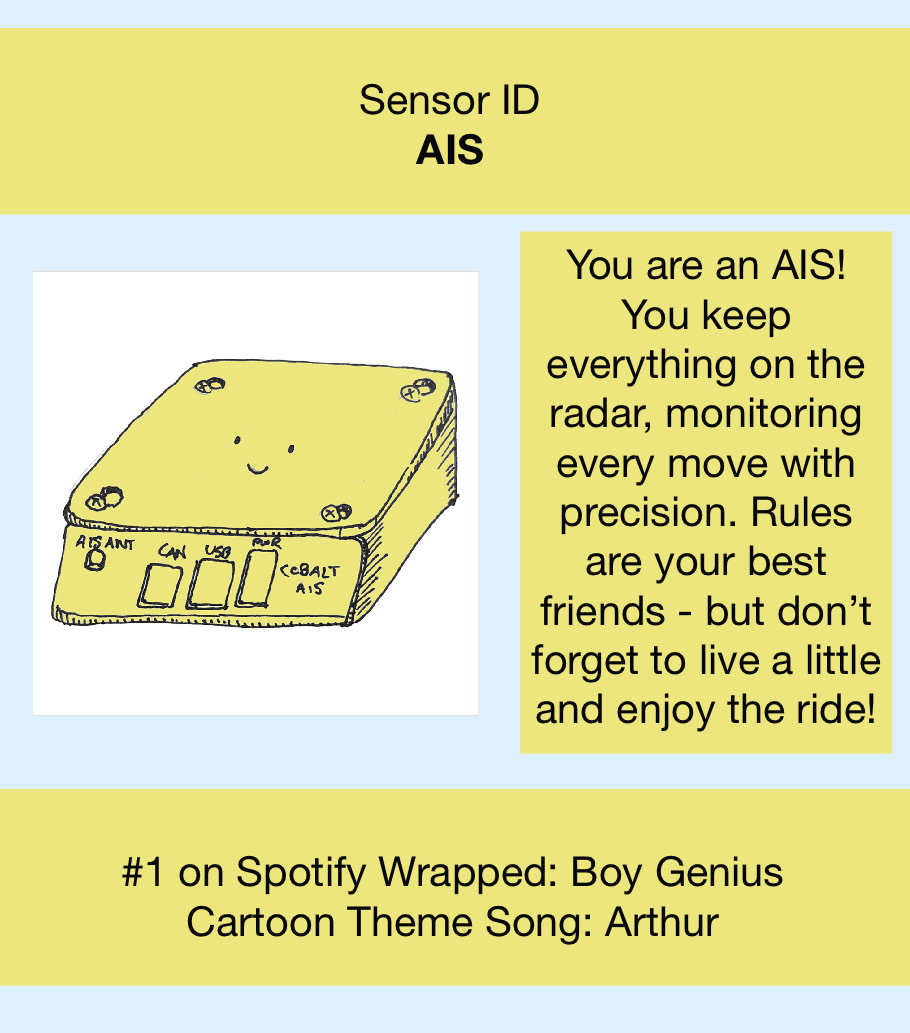 Sensor ID
AIS
You are an AIS!
You keep
everything on the
radar, monitoring
every move with
precision. Rules
are your best
friends - but don’t
forget to live a little
and enjoy the ride!
AIS ANT
CAN
USB
PWR
COBALT
AIS
#1 on Spotify Wrapped: Boy Genius
Cartoon Theme Song: Arthur